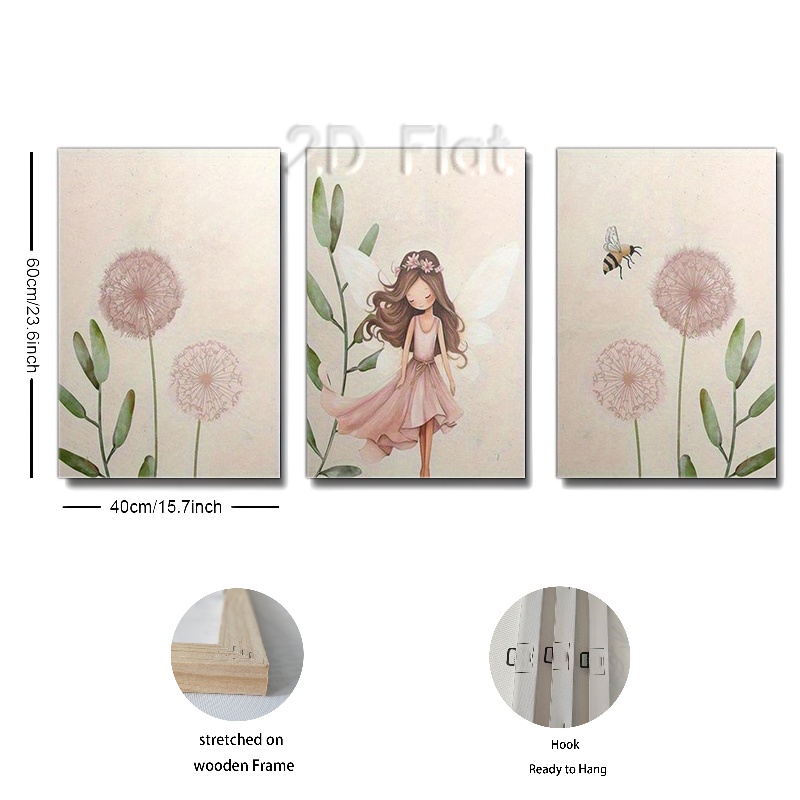 2D Flat
60cm/23.6inch
40cm/15.7inch
stretched on
wooden Frame
Hook
Ready to Hang